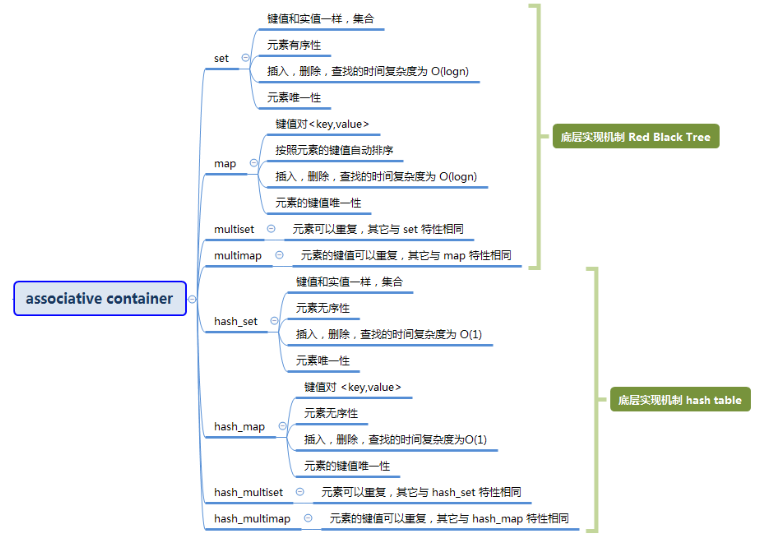 associative container
set
键值和实值一样，集合
元素有序性
插入，删除，查找的时间复杂度为 O(logn)
元素唯一性
map
键值对<key,value>
按照元素的键值自动排序
插入，删除，查找的时间复杂度为 O(logn)
元素的键值唯一性
multiset
元素可以重复，其它与 set 特性相同
multimap
元素的键值可以重复，其它与 map 特性相同
底层实现机制 Red Black Tree
hash_set
键值和实值一样，集合
元素无序性
插入，删除，查找的时间复杂度为 O(1)
元素唯一性
hash_map
键值对 <key,value>
元素无序性
插入，删除，查找的时间复杂度为O(1)
元素的键值唯一性
hash_multiset
元素可以重复，其它与 hash_set 特性相同
hash_multimap
元素的键值可以重复，其它与 hash_map 特性相同
底层实现机制 hash table